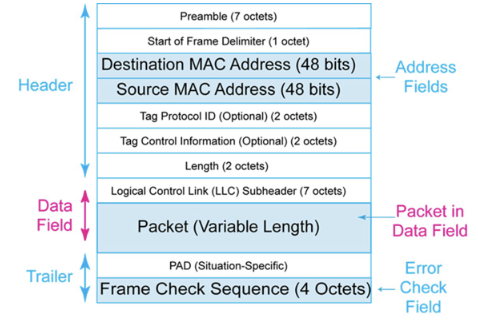 Preamble (7 octets)
Start of Frame Delimiter (1 octet)
Destination MAC Address (48 bits)
Source MAC Address (48 bits)
Tag Protocol ID (Optional) (2 octets)
Tag Control Information (Optional) (2 octets)
Length (2 octets)
Logical Control Link (LLC) Subheader (7 octets)
Packet (Variable Length)
PAD (Situation-Specific)
Frame Check Sequence (4 Octets)
Header
Data
Field
Trailer
Address
Fields
Packet in
Data Field
Error
Check
Field